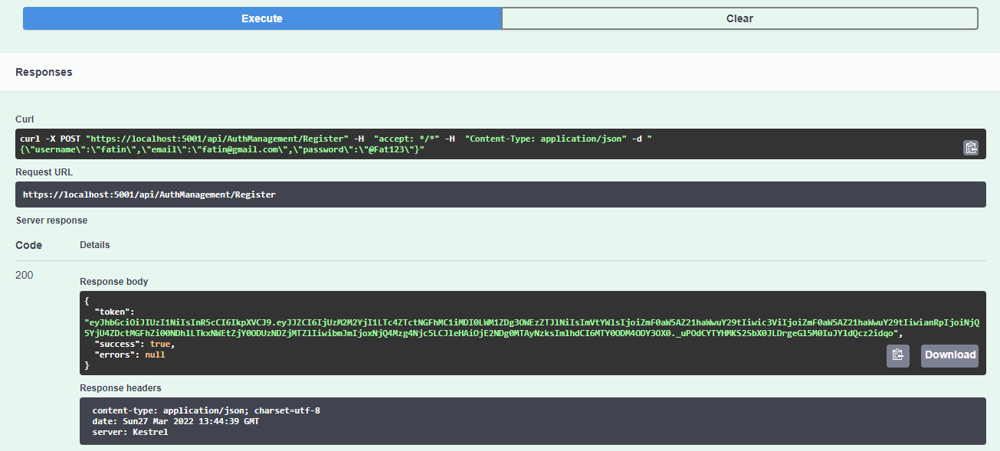 Execute
Clear
Responses
Curl
curl -X POST "https://localhost:5001/api/AuthManagement/Register" -H  "accept: */*" -H  "Content-Type: application/json" -d "
{\"username\":\"fatin\",\"email\":\"fatin@gmail.com\",\"password\":\"@Fat123\"}"
Request URL
https://localhost:5001/api/AuthManagement/Register
Server response
Code
Details
200
Response body
{
"token":
"eyJhbGciOiJIUzI1NiIsInR5cCI6IkpXVCJ9.eyJJZCI6IjUzM2M2YjI1LTc4ZTctNGFhMC1iMDI0LWM1ZDg3OWEzZTJlNiIsImVtYWlsIjoiZmF0aW5AZ21haWwuY29tIiwic3ViIjoiZmF0aW5AZ21haWwuY29tIiwianRpIjoiNjQ
5YjU4ZDctMGFhZi00NDhlLTkxNWEtZjY0ODUzNDZjMTZlIiwibmJmIjoxNjQ4Mzg4Njc5LCJleHAiOjE2NDg0MTAyNzksImlhdCI6MTY0ODM4ODY3OX0._uPOdCYTYHMKS2SbX0JLDrgeGl5M0IuJYldQcz2idqo",
"success": true,
"errors": null
}
Download
Response headers
content-type: application/json; charset=utf-8
date: Sun27 Mar 2022 13:44:39 GMT
server: Kestrel